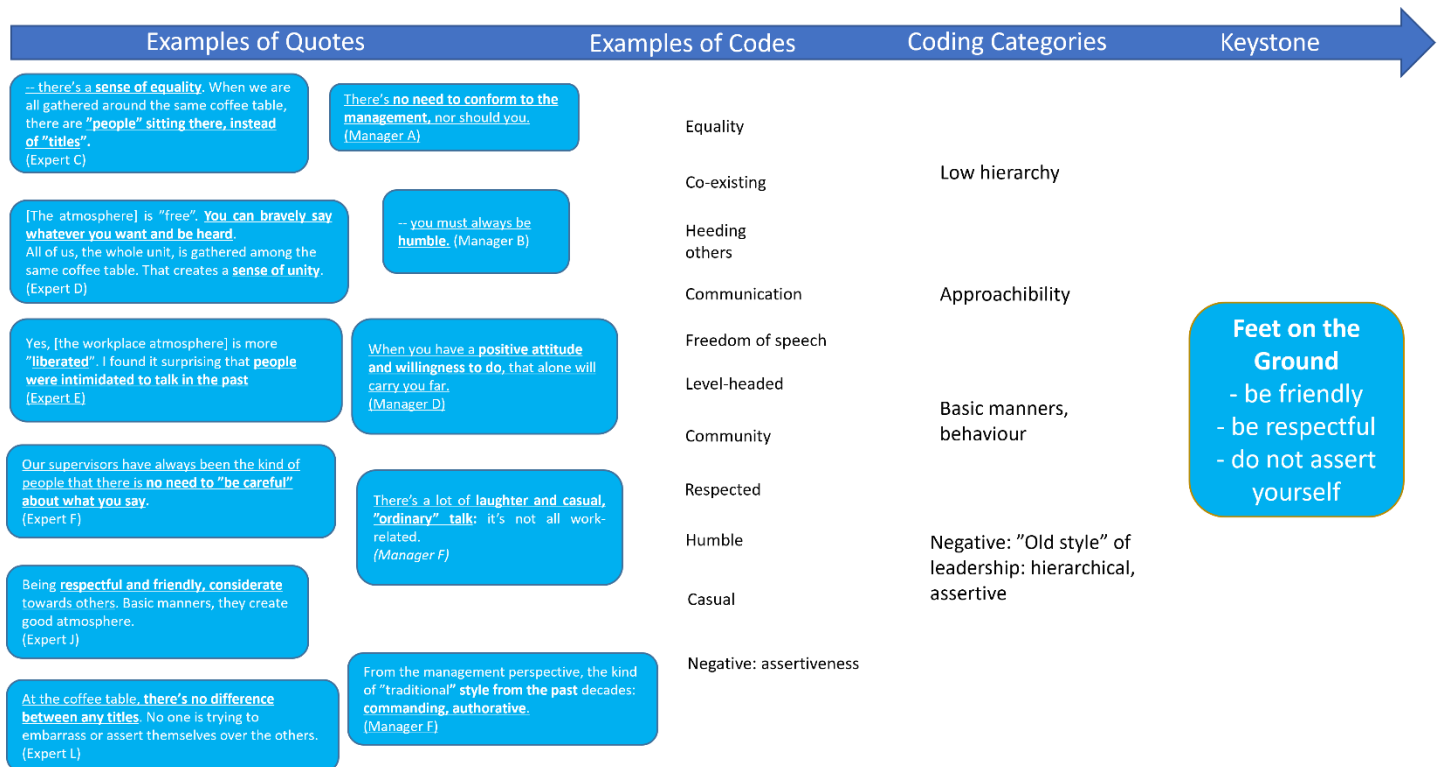 Examples of Quotes
Examples of Codes
Coding Categories
Keystone
-- there's a sense of equality. When we are
all gathered around the same coffee table,
there are ”people” sitting there, instead
of ”titles”.
(Expert C)
[The atmosphere] is ”free”. You can bravely say
whatever you want and be heard.
All of us, the whole unit, is gathered among the
same coffee table. That creates a sense of unity.
(Expert D)
Yes, [the workplace atmosphere] is more
”liberated”. I found it surprising that people
were intimidated to talk in the past
(Expert E)
Our supervisors have always been the kind of
people that there is no need to ”be careful”
about what you say.
(Expert F)
Being respectful and friendly, considerate
towards others. Basic manners, they create
good atmosphere.
(Expert J)
At the coffee table, there's no difference
between any titles. No one is trying to
embarrass or assert themselves over the others.
(Expert L)
There's no need to conform to the
management, nor should you.
(Manager A)
-- you must always be
humble. (Manager B)
When you have a positive attitude
and willingness to do, that alone will
carry you far.
(Manager D)
There's a lot of laughter and casual,
”ordinary” talk: it's not all work-
related.
(Manager F)
From the management perspective, the kind
of ”traditional” style from the past decades:
commanding, authorative.
(Manager F)
Equality
Co-existing
Heeding
others
Communication
Freedom of speech
Level-headed
Community
Respected
Humble
Casual
Negative: assertiveness
Low hierarchy
Approachibility
Basic manners,
behaviour
Negative: ”Old style” of
leadership: hierarchical,
assertive
Feet on the
Ground
- be friendly
- be respectful
- do not assert
yourself